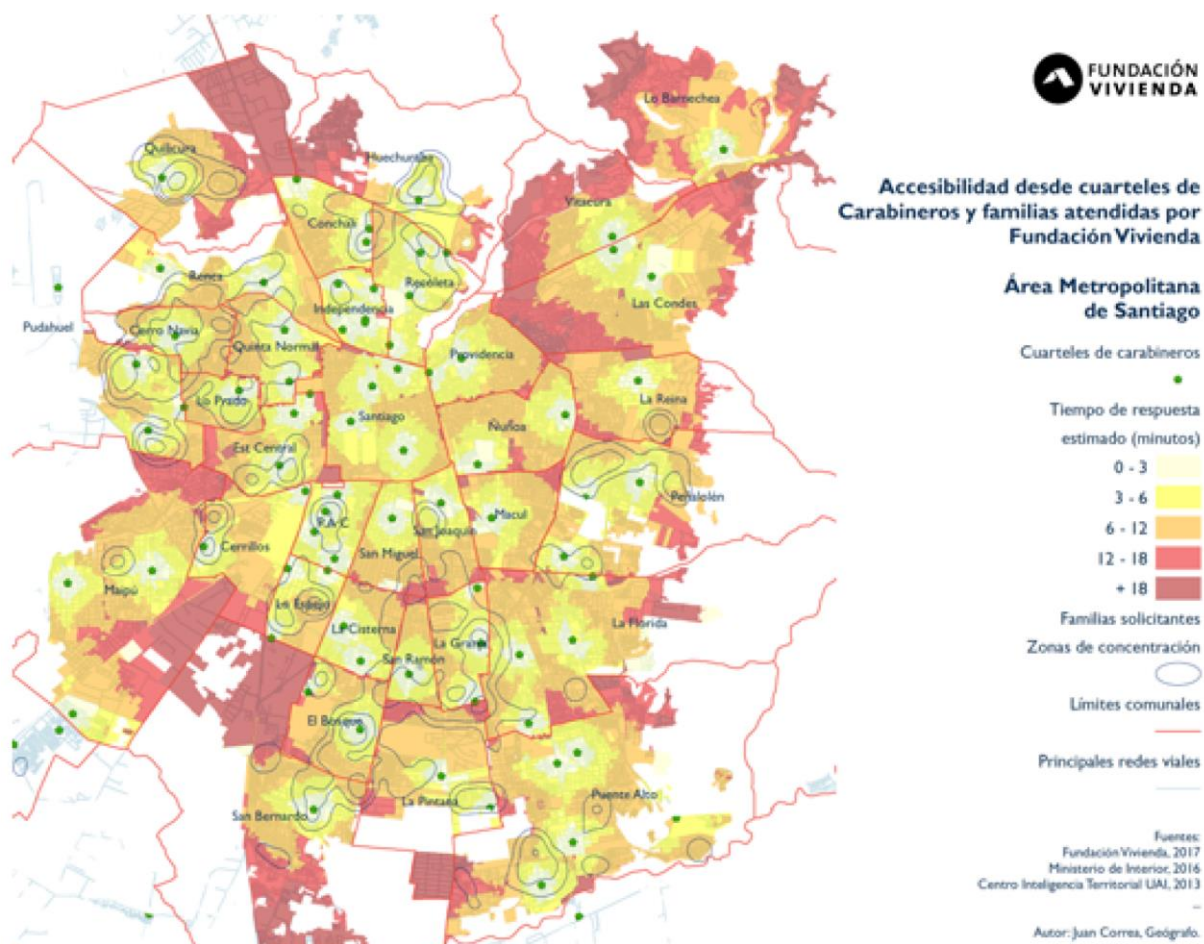 FUNDACIÓN
VIVIENDA
Accesibilidad desde cuarteles de
Carabineros y familias atendidas por
Fundación Vivienda
Área Metropolitana
de Santiago
Cuarteles de carabineros
Tiempo de respuesta
estimado (minutos)
0 - 3
3 - 6
6 - 12
12 - 18
+ 18
Familias solicitantes
Zonas de concentración
Límites comunales
Principales redes viales
Fuentes:
Fundación Vivienda, 2017
Ministerio de Interior, 2016
Centro Inteligencia Territorial UAI, 2013
--
Autor: Juan Correa, Geógrafo.
Lo Barnechea
Quilicura
Huechuraba
Vitacura
Conchalí
Renca
Recoleta
Las Condes
Independencia
Pudahuel
Cerro Navia
Quinta Normal
Providencia
Lo Prado
La Reina
Santiago
Ñuñoa
Est Central
Peñalolén
P.A.C
San Joaquín
Macul
Cerrillos
San Miguel
Maipú
Lo Espejo
La Cisterna
La Florida
La Granja
San Ramón
El Bosque
La Pintana
Puente Alto
San Bernardo